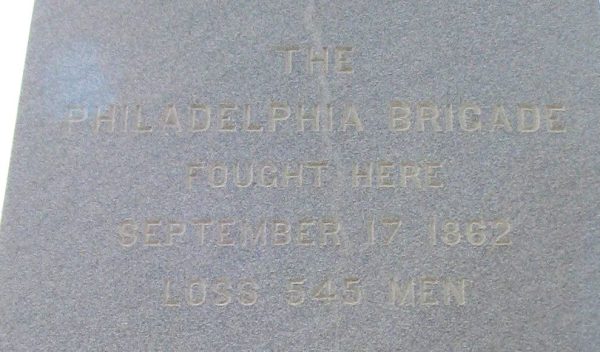 THE
PHILADELPHIA BRIGADE
FOUGHT HERE
SEPTEMBER 17 1862
LOSS 545 MEN